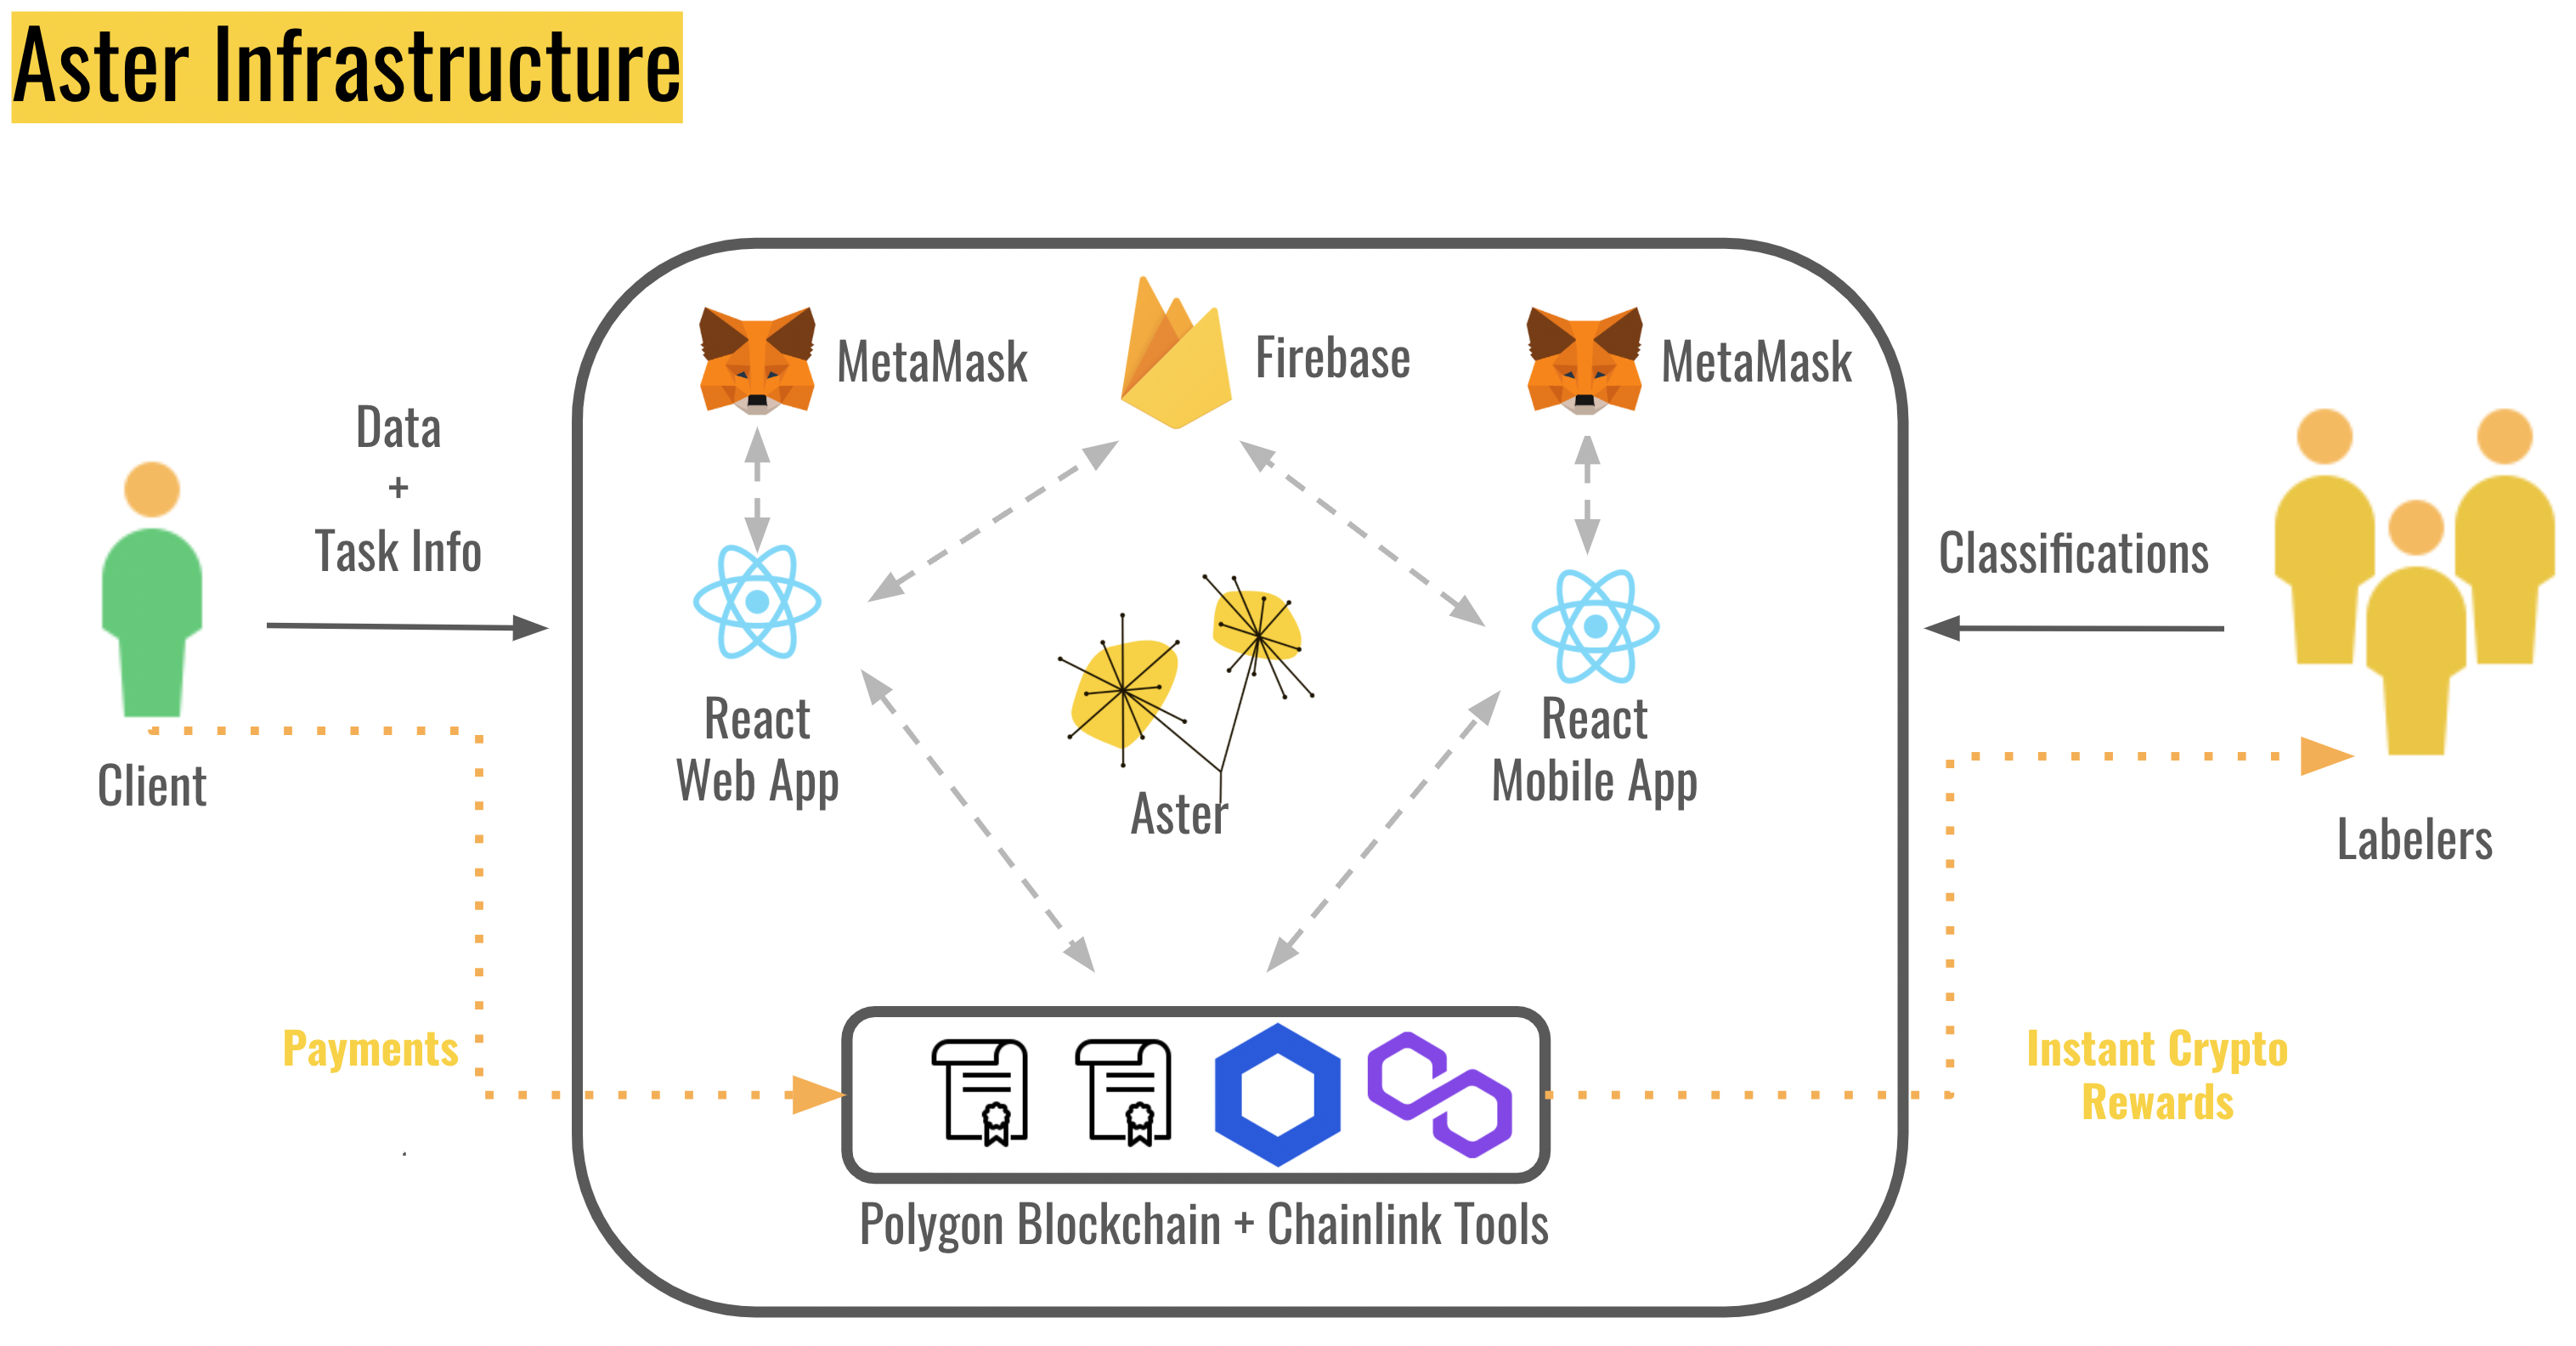 Aster Infrastructure
MetaMask
Firebase
MetaMask
Data
+
Task Info
Classifications
React
Web App
Aster
React
Mobile App
Client
Labelers
Payments
Instant Crypto
Rewards
Polygon Blockchain + Chainlink Tools